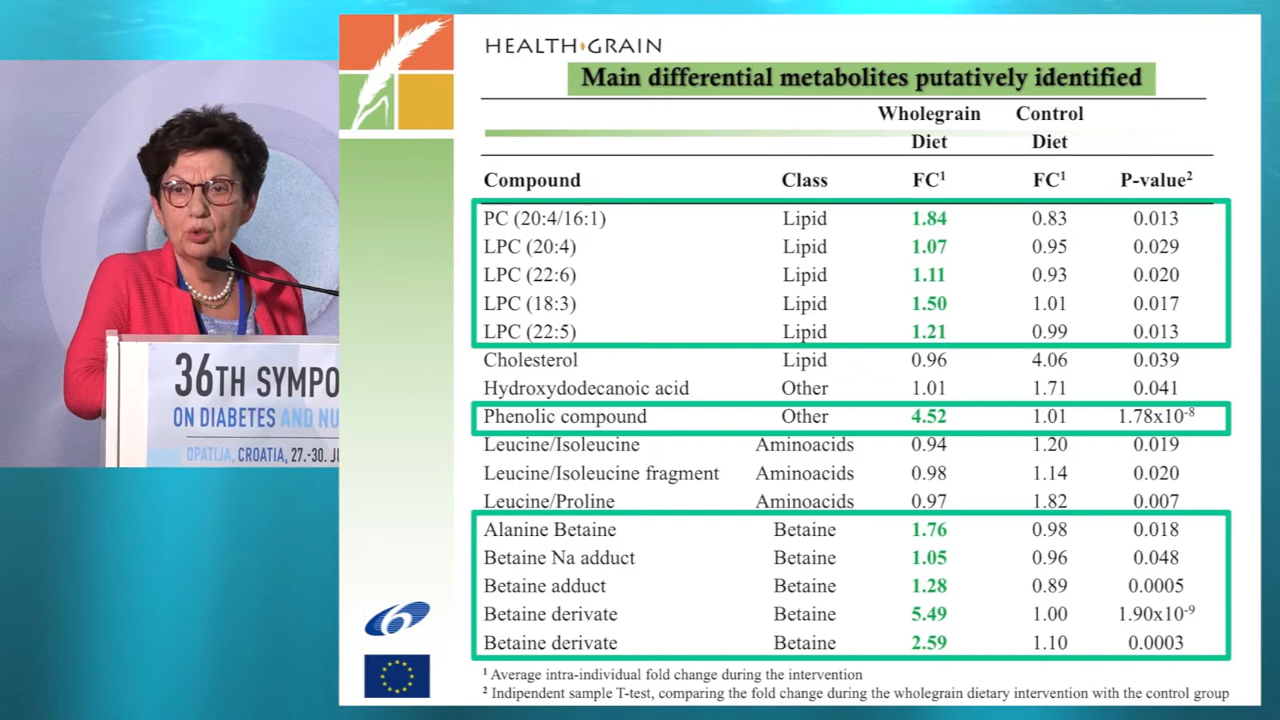 HEALTH·GRAIN
Main differential metabolites putatively identified
Wholegrain Diet Control Diet
Compound Class FC¹ FC¹ P-value²
PC (20:4/16:1) Lipid 1.84 0.83 0.013
LPC (20:4) Lipid 1.07 0.95 0.029
LPC (22:6) Lipid 1.11 0.93 0.020
LPC (18:3) Lipid 1.50 1.01 0.017
LPC (22:5) Lipid 1.21 0.99 0.013
Cholesterol Lipid 0.96 4.06 0.039
Hydroxydodecanoic acid Other 1.01 1.71 0.041
Phenolic compound Other 4.52 1.01 1.78x10⁻⁸
Leucine/Isoleucine Aminoacids 0.94 1.20 0.019
Leucine/Isoleucine fragment Aminoacids 0.98 1.14 0.020
Leucine/Proline Aminoacids 0.97 1.82 0.007
Alanine Betaine Betaine 1.76 0.98 0.018
Betaine Na adduct Betaine 1.05 0.96 0.048
Betaine adduct Betaine 1.28 0.89 0.0005
Betaine derivate Betaine 5.49 1.00 1.90x10⁻⁹
Betaine derivate Betaine 2.59 1.10 0.0003
¹ Average intra-individual fold change during the intervention
² Indipendent sample T-test, comparing the fold change during the wholegrain dietary intervention with the control group
6
36TH SYMPO
ON DIABETES AND NU
OPATIJA, CROATIA, 27.-30. JU